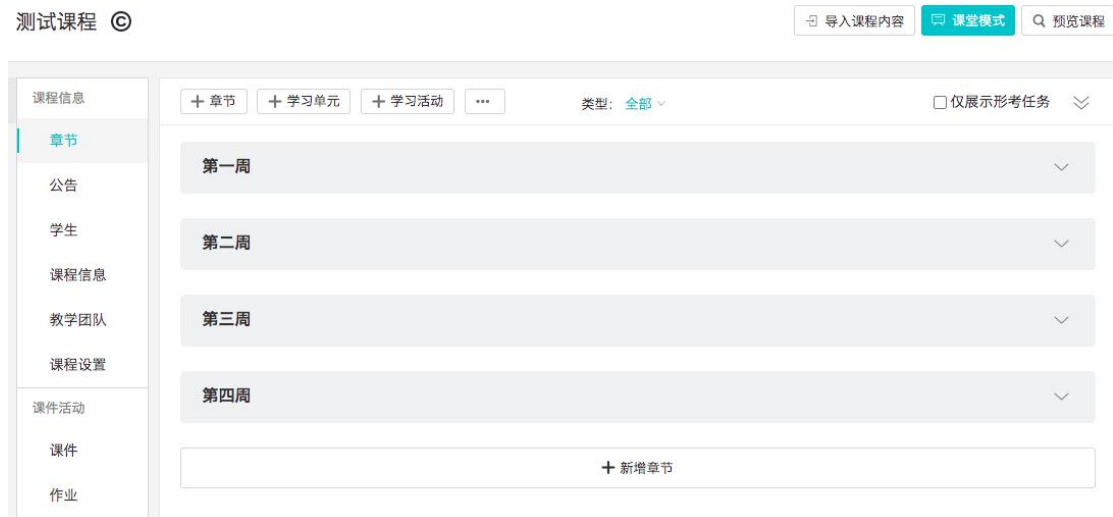 测试课程 ©
导入课程内容 课堂模式 预览课程
课程信息
章节
公告
学生
课程信息
教学团队
课程设置
课件活动
课件
作业
+ 章节 + 学习单元 + 学习活动 ··· 类型: 全部 仅展示形考任务
第一周
第二周
第三周
第四周
+ 新增章节